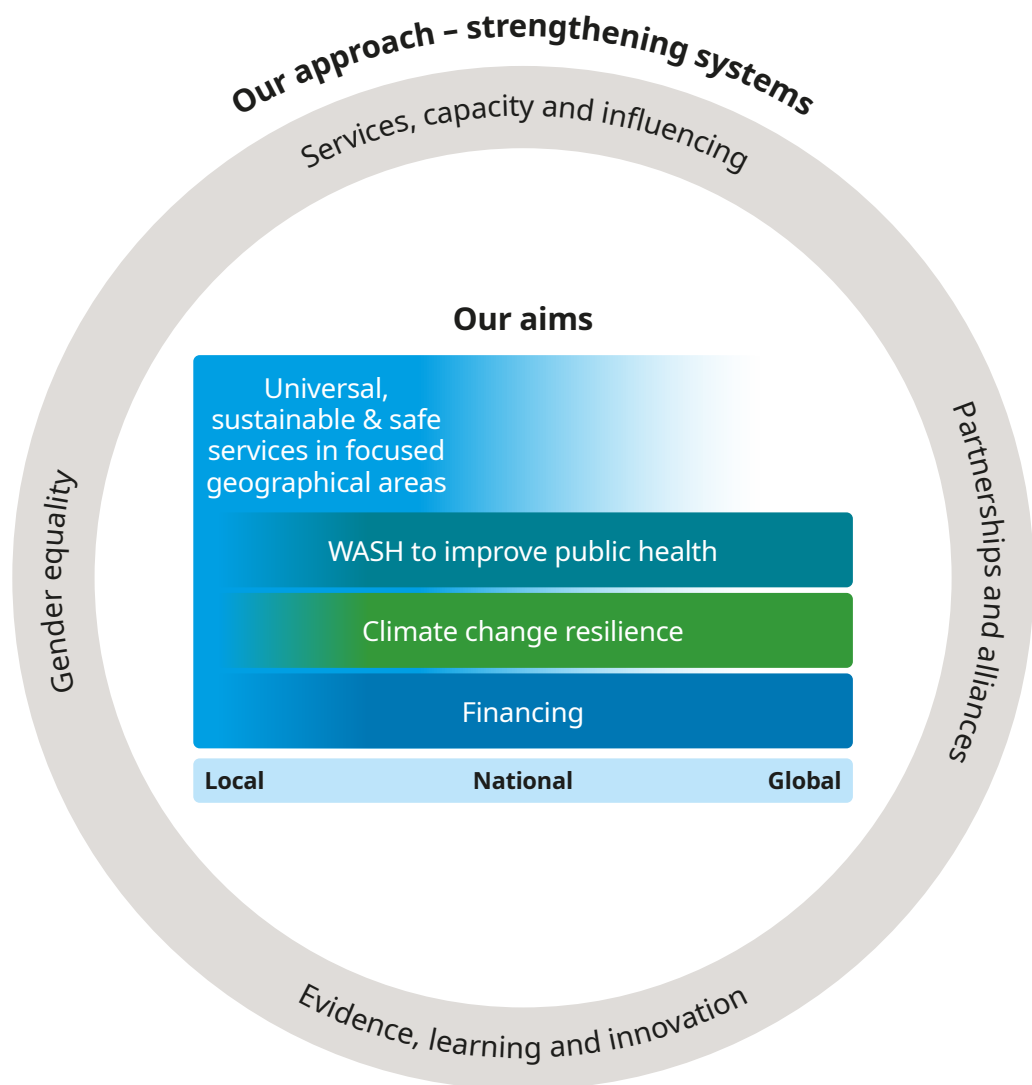 Our approach – strengthening systems
Services, capacity and influencing
Gender equality
Partnerships and alliances
Our aims
Universal,
sustainable & safe
services in focused
geographical areas
WASH to improve public health
Climate change resilience
Financing
Local National Global
Evidence, learning and innovation